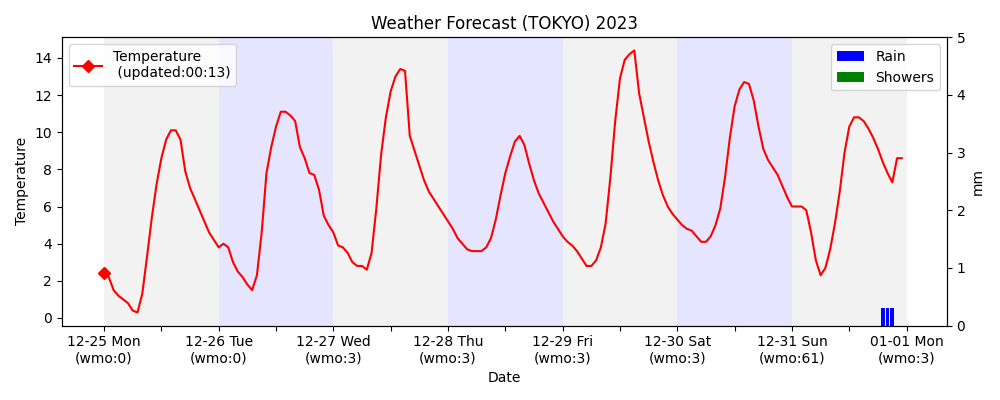 Weather Forecast (TOKYO) 2023
Temperature
(updated:00:13)
Rain
Showers
14
12
10
8
6
4
2
0
Temperature
5
4
3
2
1
0
mm
12-25 Mon
(wmo:0)
12-26 Tue
(wmo:0)
12-27 Wed
(wmo:3)
12-28 Thu
(wmo:3)
12-29 Fri
(wmo:3)
12-30 Sat
(wmo:3)
12-31 Sun
(wmo:61)
01-01 Mon
(wmo:3)
Date